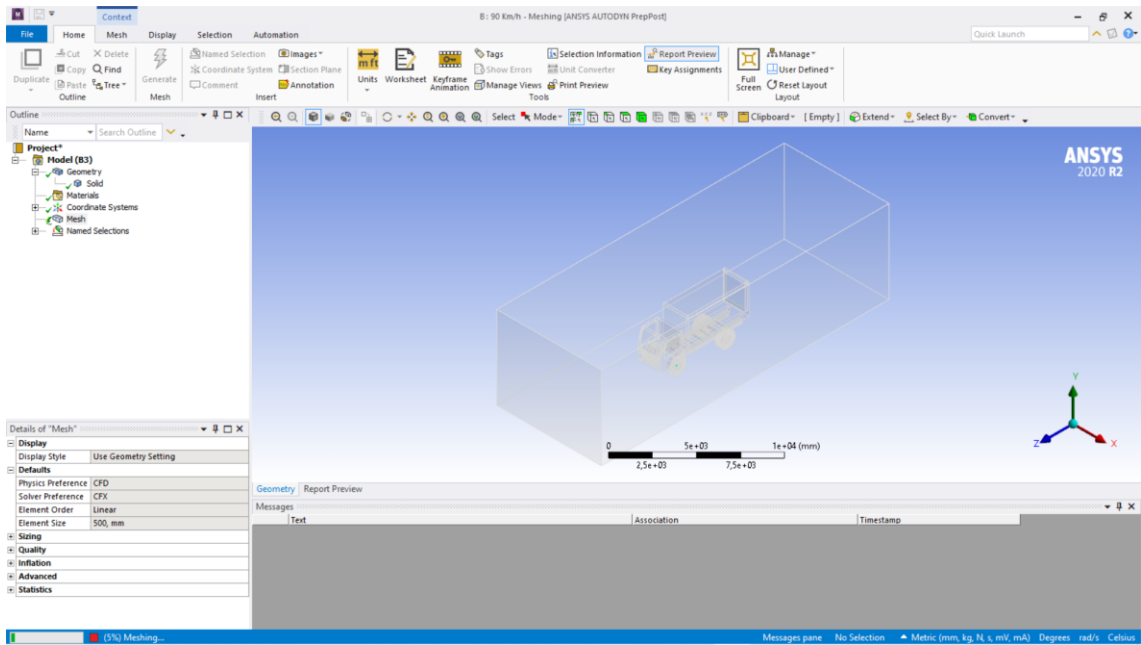 B: 90 Km/h - Meshing [ANSYS AUTODYN PrepPost]
Context
File Home Mesh Display Selection Automation Quick Launch
Duplicate
Cut
Copy
Paste
Delete
Find
Tree
Outline
Generate
Mesh
Named Selection
Coordinate System
Comment
Images
Section Plane
Annotation
Insert
mft
Units
Worksheet
Keyframe
Animation
Tags
Show Errors
Manage Views
Selection Information
Unit Converter
Print Preview
Report Preview
Key Assignments
Tools
Full
Screen
Manage
User Defined
Reset Layout
Layout
Outline
Select Mode Clipboard [ Empty ] Extend Select By Convert
Name Search Outline
Project*
Model (B3)
Geometry
Solid
Materials
Coordinate Systems
Mesh
Named Selections
ANSYS
2020 R2
Y
Z
X
0 5e+03 1e+04 (mm)
2,5e+03 7,5e+03
Details of "Mesh"
Display
Display Style Use Geometry Setting
Defaults
Physics Preference CFD
Solver Preference CFX
Element Order Linear
Element Size 500, mm
Sizing
Quality
Inflation
Advanced
Statistics
Geometry Report Preview
Messages
Text Association Timestamp
(5%) Meshing... Messages pane No Selection Metric (mm, kg, N, s, mV, mA) Degrees rad/s Celsius